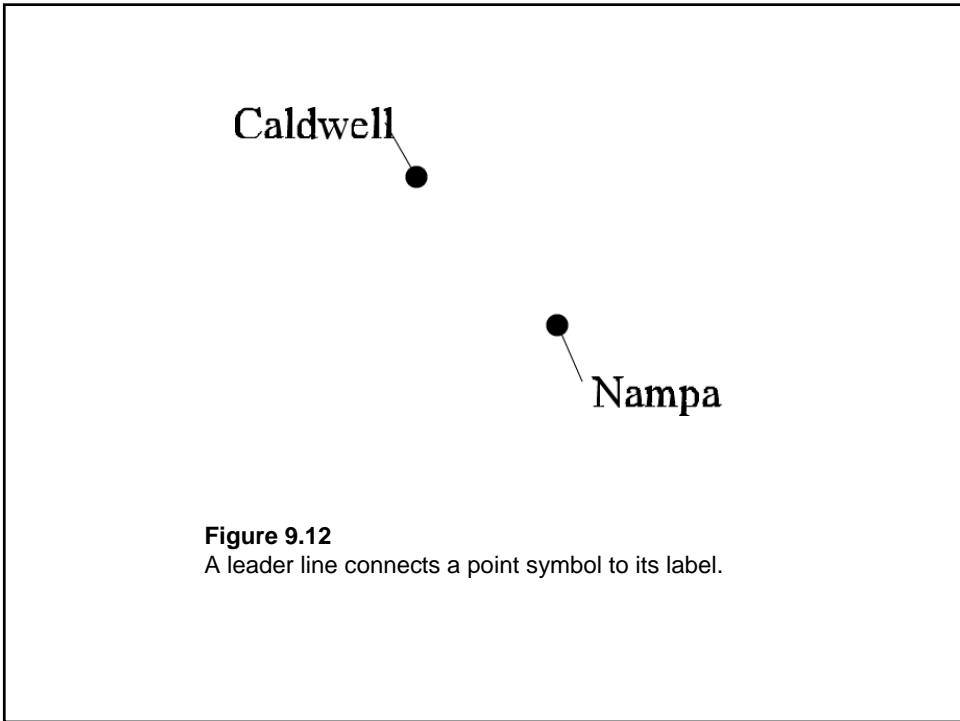 Caldwell
Nampa
Figure 9.12
A leader line connects a point symbol to its label.